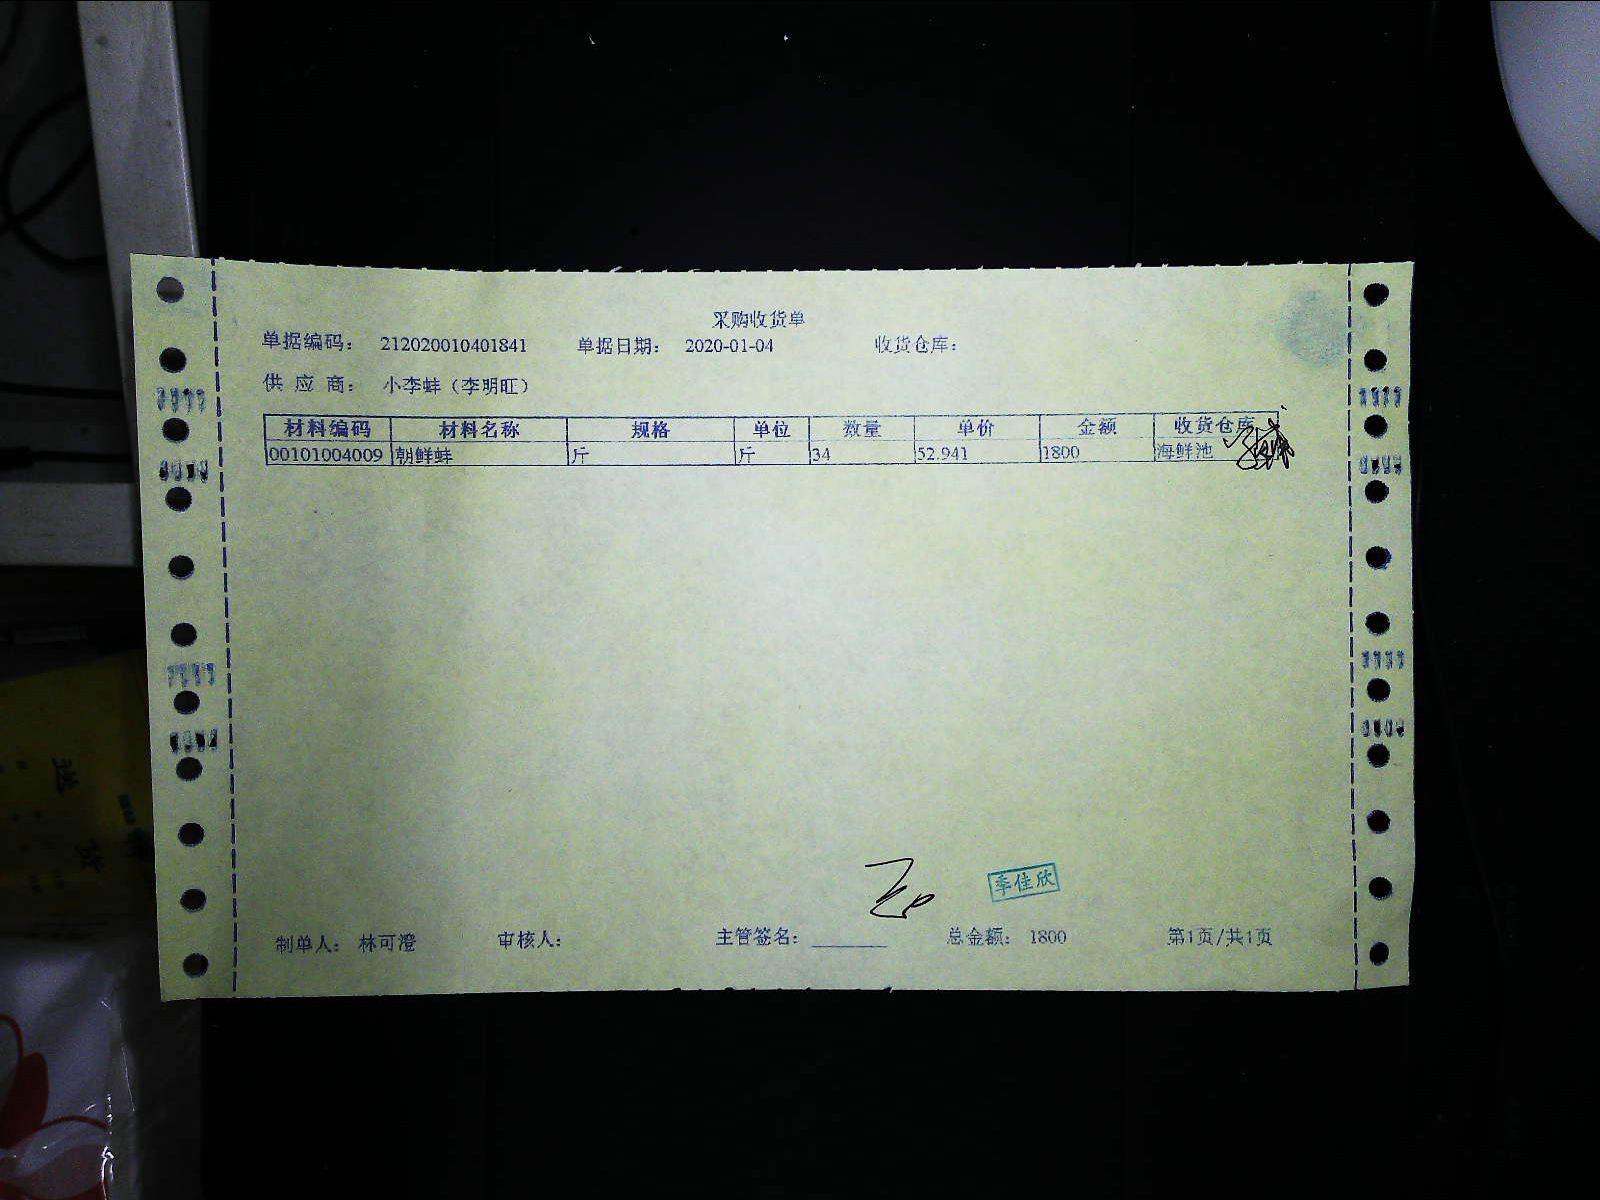 采购收货单
单据编码： 212020010401841 单据日期： 2020-01-04 收货仓库：
供 应 商： 小李蚌（李明旺）
材料编码 材料名称 规格 单位 数量 单价 金额 收货仓库
00101004009 朝鲜蚌 斤 斤 34 52.941 1800 海鲜池
季佳欣
制单人： 林可澄 审核人： 主管签名： 总金额： 1800 第1页/共1页
送
货